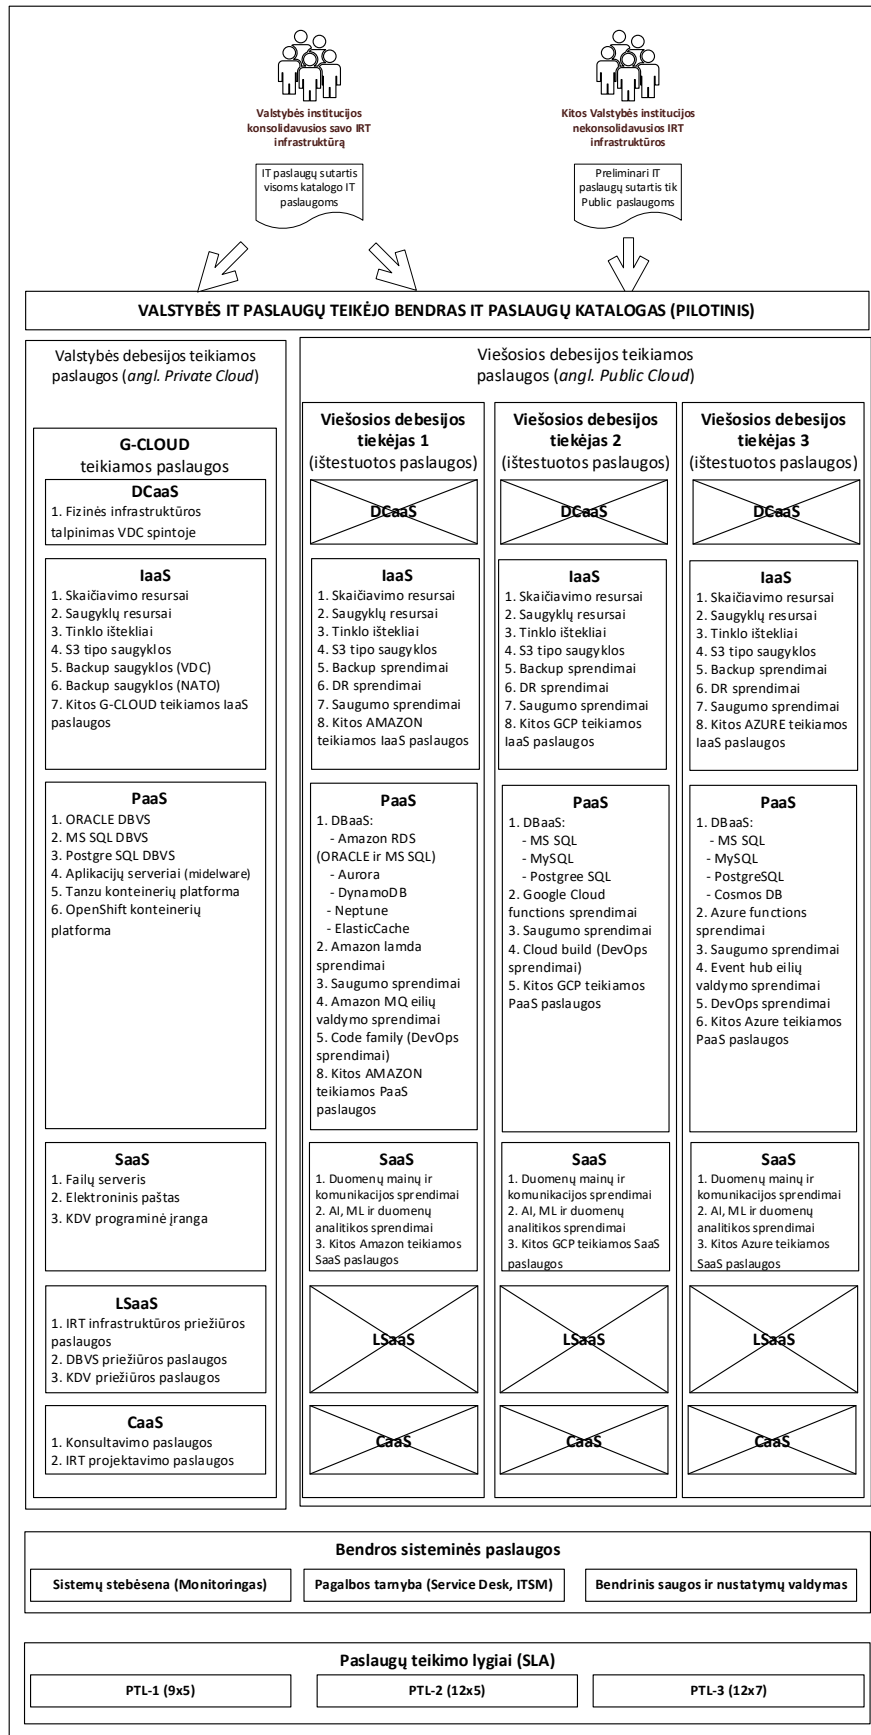 Valstybės institucijos
konsolidavusios savo IRT
infrastruktūrą
Kitos Valstybės institucijos
nekonsolidavusios IRT
infrastruktūros
IT paslaugų sutartis
visoms katalogo IT
paslaugoms
Preliminari IT
paslaugų sutartis tik
Public paslaugoms
VALSTYBĖS IT PASLAUGŲ TEIKĖJO BENDRAS IT PASLAUGŲ KATALOGAS (PILOTINIS)
Valstybės debesijos teikiamos
paslaugos (angl. Private Cloud)
G-CLOUD
teikiamos paslaugos
DCaaS
1. Fizinės infrastruktūros
talpinimas VDC spintoje
IaaS
1. Skaičiavimo resursai
2. Saugyklų resursai
3. Tinklo ištekliai
4. S3 tipo saugyklos
5. Backup saugyklos (VDC)
6. Backup saugyklos (NATO)
7. Kitos G-CLOUD teikiamos IaaS
paslaugos
PaaS
1. ORACLE DBVS
2. MS SQL DBVS
3. Postgre SQL DBVS
4. Aplikacijų serveriai (midelware)
5. Tanzu konteinerių platforma
6. OpenShift konteinerių
platforma
SaaS
1. Failų serveris
2. Elektroninis paštas
3. KDV programinė įranga
LSaaS
1. IRT infrastruktūros priežiūros
paslaugos
2. DBVS priežiūros paslaugos
3. KDV priežiūros paslaugos
CaaS
1. Konsultavimo paslaugos
2. IRT projektavimo paslaugos
Viešosios debesijos teikiamos
paslaugos (angl. Public Cloud)
Viešosios debesijos
tiekėjas 1
(ištestuotos paslaugos)
DCaaS
IaaS
1. Skaičiavimo resursai
2. Saugyklų resursai
3. Tinklo ištekliai
4. S3 tipo saugyklos
5. Backup sprendimai
6. DR sprendimai
7. Saugumo sprendimai
8. Kitos AMAZON
teikiamos IaaS paslaugos
PaaS
1. DBaaS:
- Amazon RDS
(ORACLE ir MS SQL)
- Aurora
- DynamoDB
- Neptune
- ElasticCache
2. Amazon lamda
sprendimai
3. Saugumo sprendimai
4. Amazon MQ eilių
valdymo sprendimai
5. Code family (DevOps
sprendimai)
8. Kitos AMAZON
teikiamos PaaS
paslaugos
SaaS
1. Duomenų mainų ir
komunikacijos sprendimai
2. AI, ML ir duomenų
analitikos sprendimai
3. Kitos Amazon teikiamos
SaaS paslaugos
LSaaS
CaaS
Viešosios debesijos
tiekėjas 2
(ištestuotos paslaugos)
DCaaS
IaaS
1. Skaičiavimo resursai
2. Saugyklų resursai
3. Tinklo ištekliai
4. S3 tipo saugyklos
5. Backup sprendimai
6. DR sprendimai
7. Saugumo sprendimai
8. Kitos GCP teikiamos
IaaS paslaugos
PaaS
1. DBaaS:
- MS SQL
- MySQL
- Postgree SQL
2. Google Cloud
functions sprendimai
3. Saugumo sprendimai
4. Cloud build (DevOps
sprendimai)
5. Kitos GCP teikiamos
PaaS paslaugos
SaaS
1. Duomenų mainų ir
komunikacijos sprendimai
2. AI, ML ir duomenų
analitikos sprendimai
3. Kitos GCP teikiamos SaaS
paslaugos
LSaaS
CaaS
Viešosios debesijos
tiekėjas 3
(ištestuotos paslaugos)
DCaaS
IaaS
1. Skaičiavimo resursai
2. Saugyklų resursai
3. Tinklo ištekliai
4. S3 tipo saugyklos
5. Backup sprendimai
6. DR sprendimai
7. Saugumo sprendimai
8. Kitos AZURE teikiamos
IaaS paslaugos
PaaS
1. DBaaS:
- MS SQL
- MySQL
- PostgreSQL
- Cosmos DB
2. Azure functions
sprendimai
3. Saugumo sprendimai
4. Event hub eilių
valdymo sprendimai
5. DevOps sprendimai
6. Kitos Azure teikiamos
PaaS paslaugos
SaaS
1. Duomenų mainų ir
komunikacijos sprendimai
2. AI, ML ir duomenų
analitikos sprendimai
3. Kitos Azure teikiamos
SaaS paslaugos
LSaaS
CaaS
Bendros sisteminės paslaugos
Sistemų stebėsena (Monitoringas)
Pagalbos tarnyba (Service Desk, ITSM)
Bendrinis saugos ir nustatymų valdymas
Paslaugų teikimo lygiai (SLA)
PTL-1 (9x5)
PTL-2 (12x5)
PTL-3 (12x7)